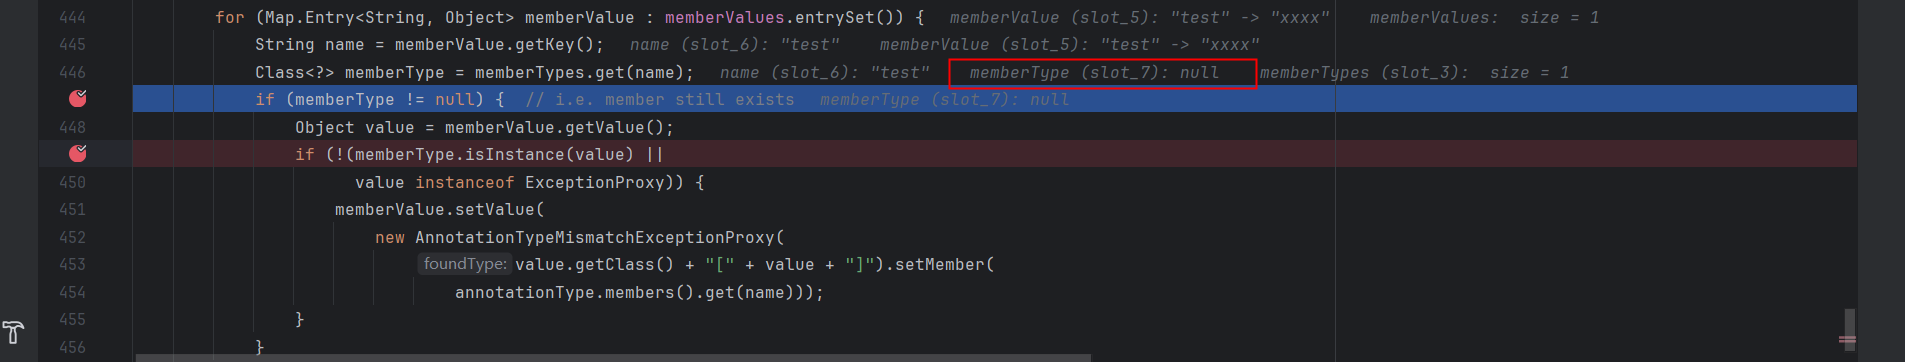 444 for (Map.Entry<String, Object> memberValue : memberValues.entrySet()) { memberValue (slot_5): "test" -> "xxxx" memberValues: size = 1
445 String name = memberValue.getKey(); name (slot_6): "test" memberValue (slot_5): "test" -> "xxxx"
446 Class<?> memberType = memberTypes.get(name); name (slot_6): "test" memberType (slot_7): null memberTypes (slot_3): size = 1
if (memberType != null) { // i.e. member still exists memberType (slot_7): null
448 Object value = memberValue.getValue();
if (!(memberType.isInstance(value) ||
450 value instanceof ExceptionProxy)) {
451 memberValue.setValue(
452 new AnnotationTypeMismatchExceptionProxy(
453 foundType: value.getClass() + "[" + value + "]").setMember(
454 annotationType.members().get(name)));
455 }
456 }